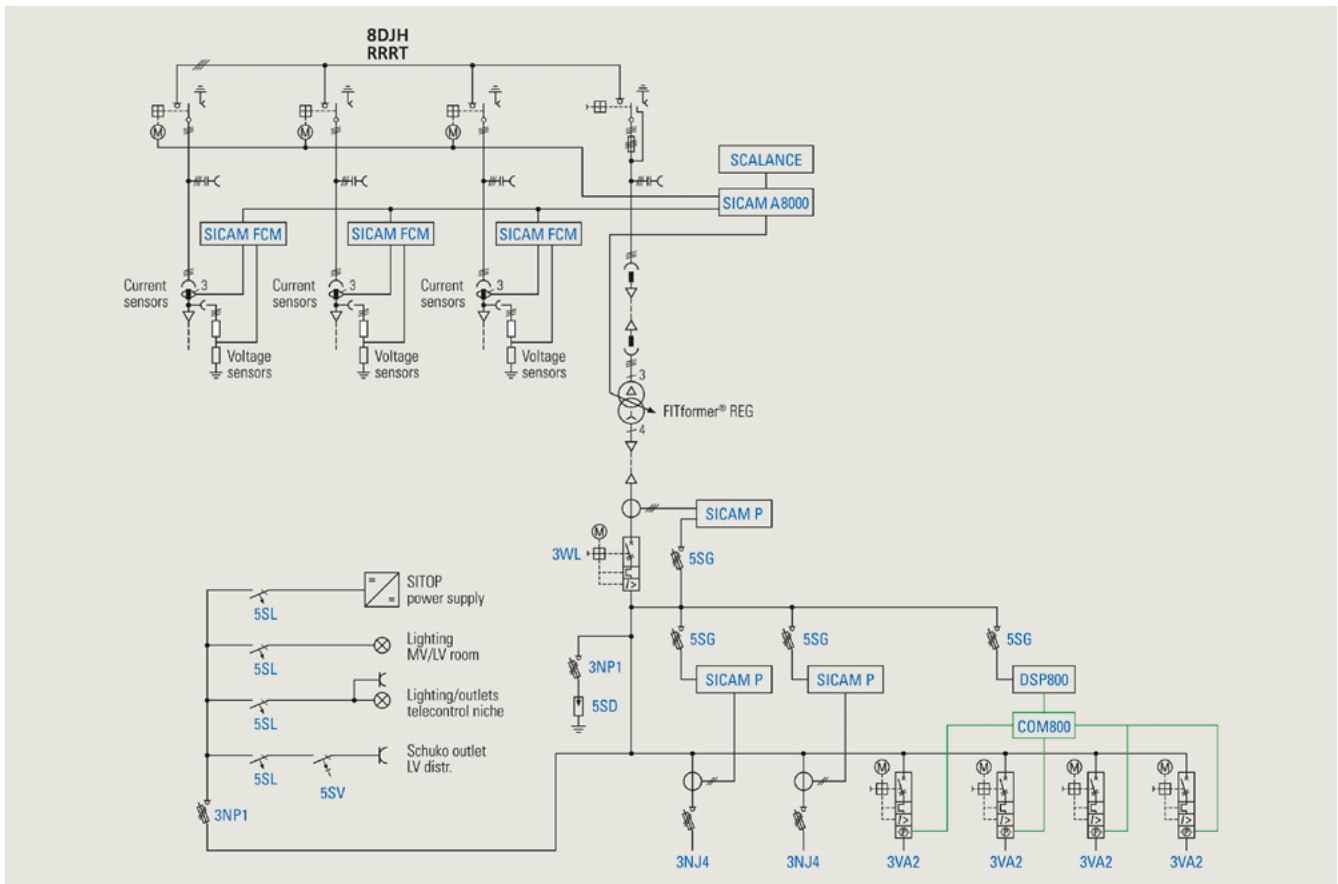 8DJH
RRRT
M
M
M
SCALANCE
SICAM A8000
SICAM FCM
SICAM FCM
SICAM FCM
Current
sensors
3
Current
sensors
3
Current
sensors
3
Voltage
sensors
Voltage
sensors
Voltage
sensors
3
FITformer® REG
4
SICAM P
M
3WL
5SG
I>
SITOP
power supply
5SL
Lighting
MV/LV room
5SL
Lighting/outlets
telecontrol niche
5SL
Schuko outlet
LV distr.
5SL
5SV
3NP1
5SG
5SG
5SG
3NP1
SICAM P
SICAM P
DSP800
5SD
COM800
M
M
M
M
I>
I>
I>
I>
3NJ4
3NJ4
3VA2
3VA2
3VA2
3VA2